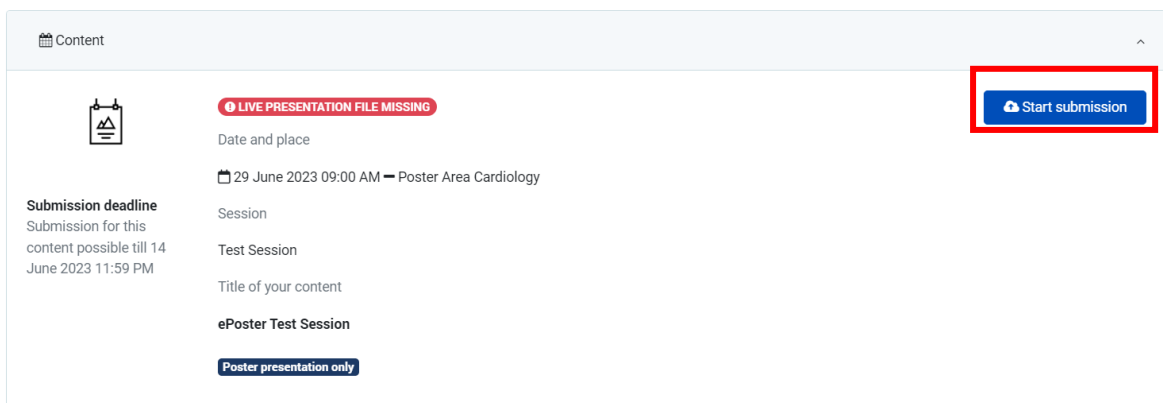 Content
LIVE PRESENTATION FILE MISSING
Start submission
Date and place
29 June 2023 09:00 AM — Poster Area Cardiology
Submission deadline
Submission for this
content possible till 14
June 2023 11:59 PM
Session
Test Session
Title of your content
ePoster Test Session
Poster presentation only